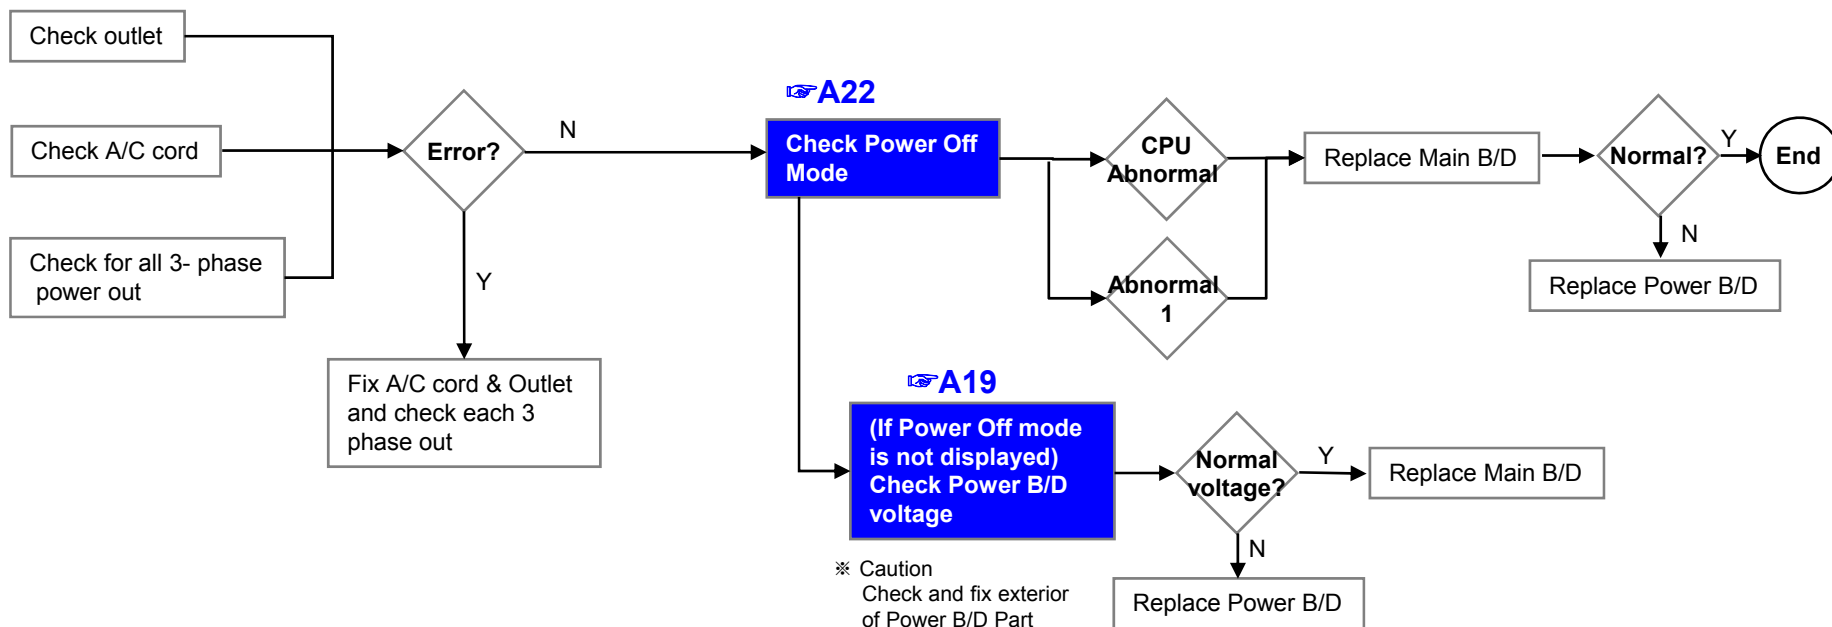 Check outlet
Check A/C cord
Check for all 3- phase
power out
Error?
N
Y
Fix A/C cord & Outlet
and check each 3
phase out
☞A22
Check Power Off
Mode
CPU
Abnormal
Abnormal
1
Replace Main B/D
Normal?
Y
End
N
Replace Power B/D
☞A19
(If Power Off mode
is not displayed)
Check Power B/D
voltage
※ Caution
Check and fix exterior
of Power B/D Part
Normal
voltage?
Y
Replace Main B/D
N
Replace Power B/D